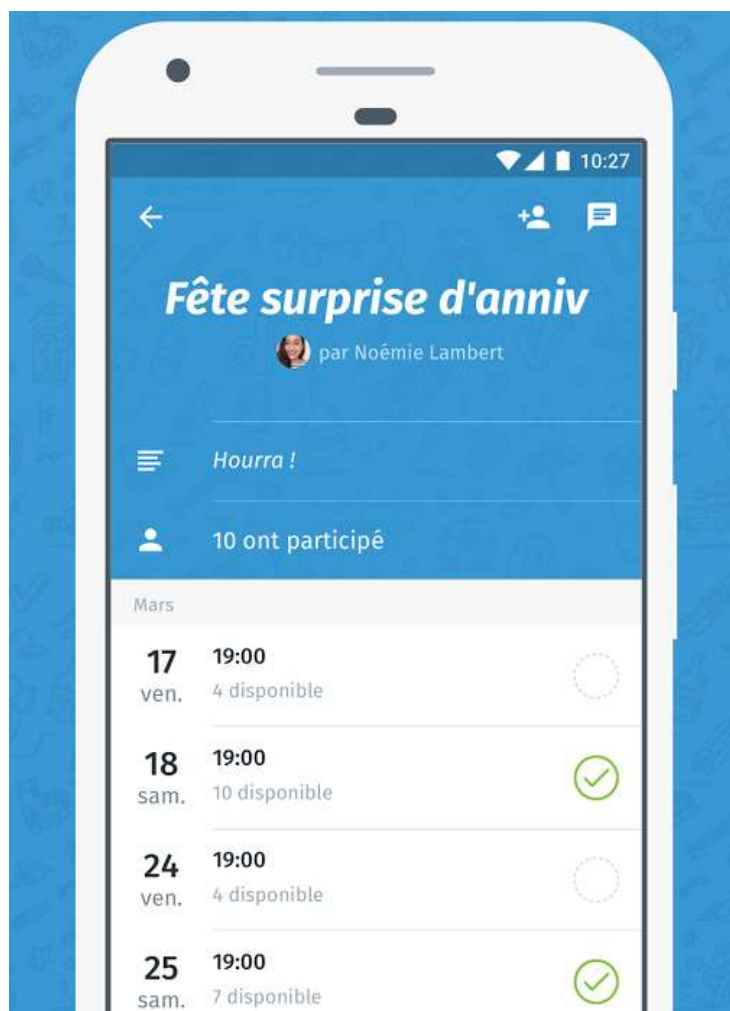 10:27
Fête surprise d'anniv
par Noémie Lambert
Hourra !
10 ont participé
Mars
17
ven.
19:00
4 disponible
18
sam.
19:00
10 disponible
24
ven.
19:00
4 disponible
25
sam.
19:00
7 disponible